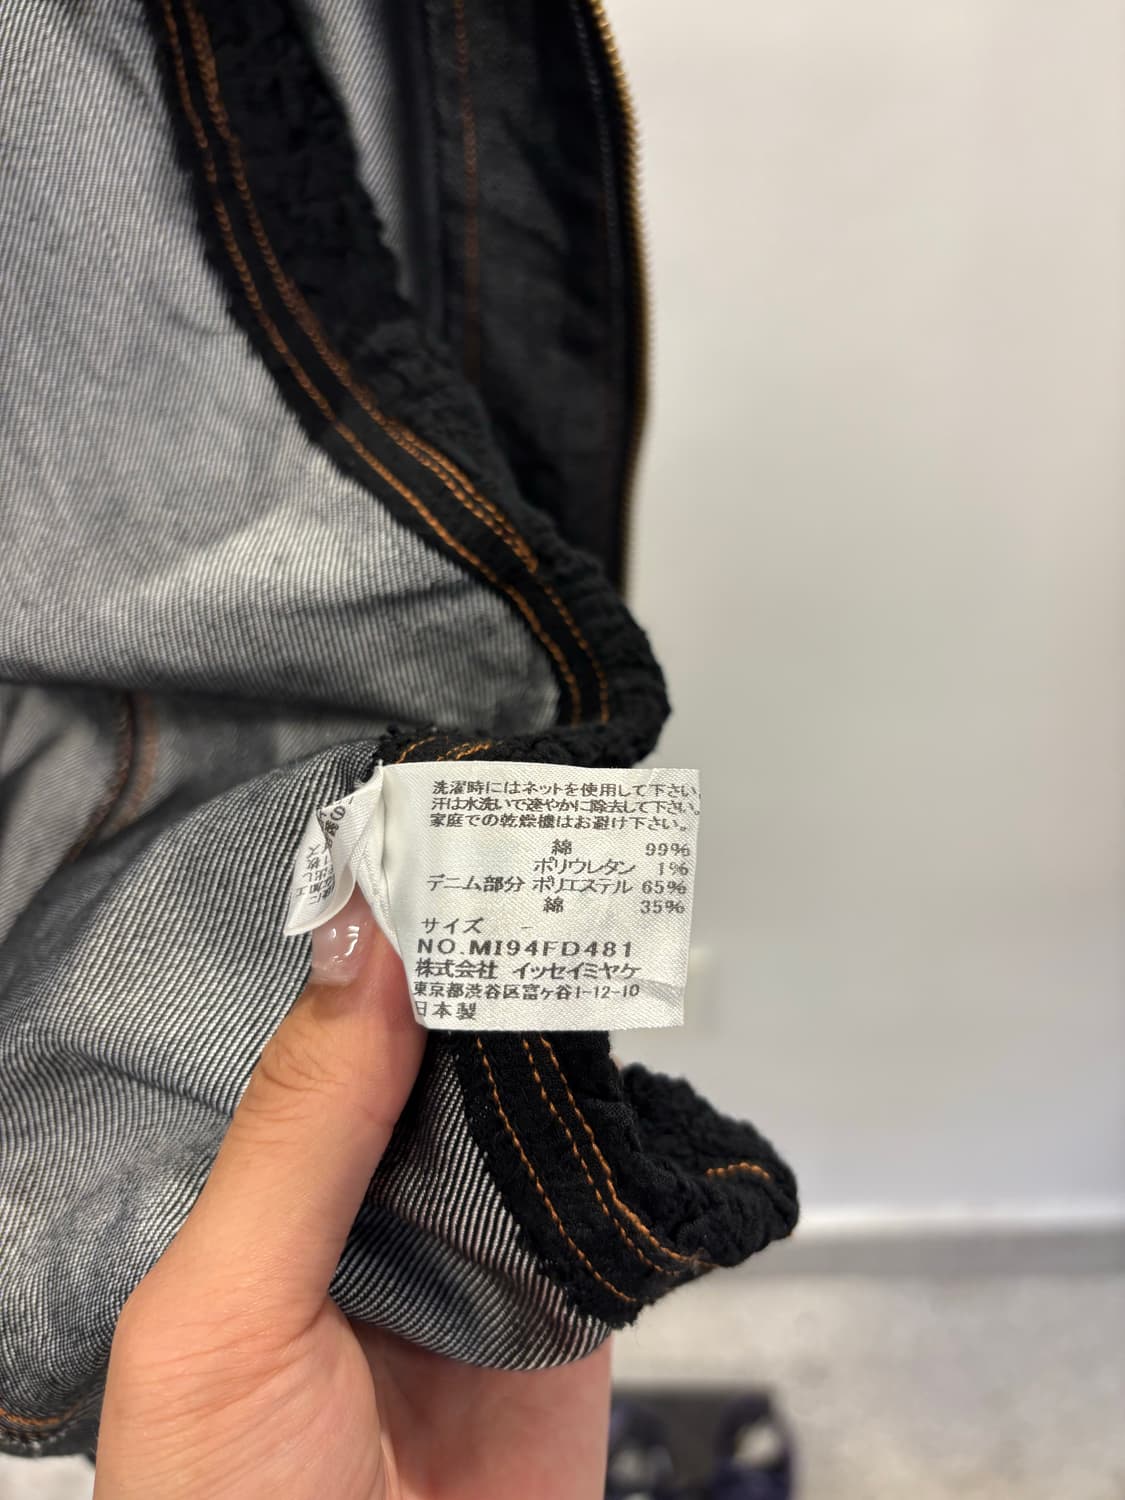 洗濯時にはネットを使用して下さい。
汗は水洗いで速やかに除去して下さい。
家庭での乾燥機はお避け下さい。
綿 99%
ポリウレタン 1%
デニム部分 ポリエステル 65%
綿 35%
サイズ -
NO.MI94FD481
株式会社 イッセイミヤケ
東京都渋谷区富ヶ谷1-12-10
日本製